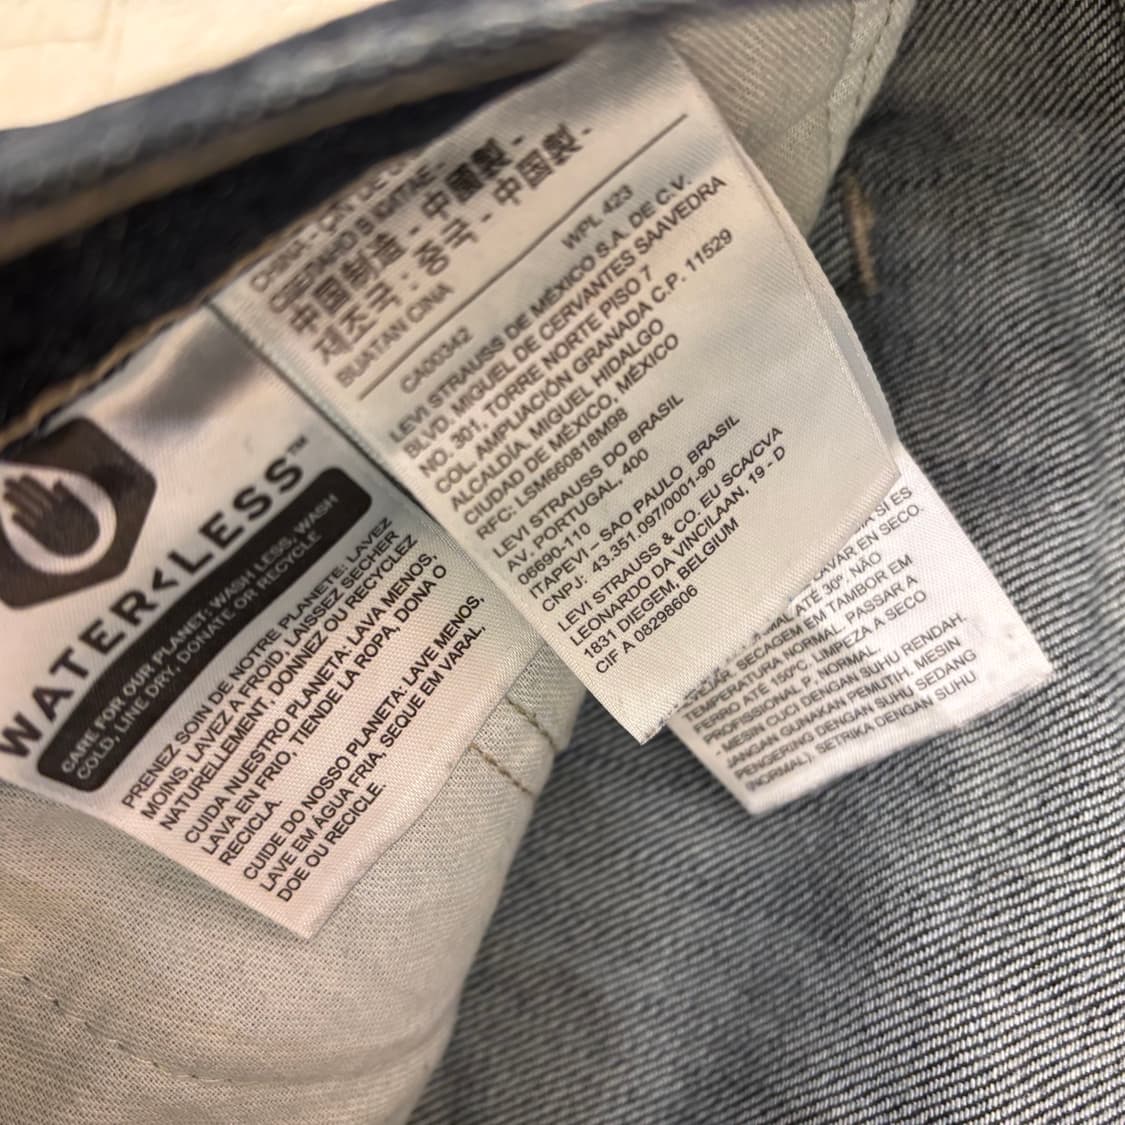 WATER<LESS™
CARE FOR OUR PLANET: WASH LESS, WASH
COLD, LINE DRY, DONATE OR RECYCLE
PRENEZ SOIN DE NOTRE PLANETE: LAVEZ
MOINS, LAVEZ A FROID, LAISSEZ SECHER
NATURELLEMENT, DONNEZ OU RECYCLEZ
CUIDA NUESTRO PLANETA: LAVA MENOS,
LAVA EN FRIO, TIENDE LA ROPA, DONA O
RECICLA.
CUIDE DO NOSSO PLANETA: LAVE MENOS,
LAVE EM ÁGUA FRIA, SEQUE EM VARAL,
DOE OU RECICLE.
中國製 -
中国制造 - 中国製 -
제조국 : 중국
BUATAN CINA
CA00342 WPL 423
LEVI STRAUSS DE MÉXICO S.A. DE C.V.
BLVD. MIGUEL DE CERVANTES SAAVEDRA
NO. 301, TORRE NORTE PISO 7
COL. AMPLIACIÓN GRANADA C.P. 11529
ALCALDÍA. MIGUEL HIDALGO
CIUDAD DE MÉXICO, MÉXICO
RFC: LSM660818M98
LEVI STRAUSS DO BRASIL
AV. PORTUGAL, 400
06690-110
ITAPEVI – SAO PAULO BRASIL
CNPJ: 43.351.097/0001-90
LEVI STRAUSS & CO. EU SCA/CVA
LEONARDO DA VINCILAAN, 19 - D
1831 DIEGEM, BELGIUM
CIF A 08298606
SI ES
LAVAR EN SECO.
ATÉ 30º. NÃO
SECAGEM EM TAMBOR EM
TEMPERATURA NORMAL. PASSAR A
FERRO ATÉ 150ºC. LIMPEZA A SECO
PROFISSIONAL P. NORMAL.
- MESIN CUCI DENGAN SUHU RENDAH.
JANGAN GUNAKAN PEMUTIH. MESIN
PENGERING DENGAN SUHU SEDANG
(NORMAL). SETRIKA DENGAN SUHU